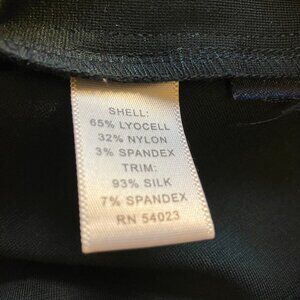 SHELL:
65% LYOCELL
32% NYLON
3% SPANDEX
TRIM:
93% SILK
7% SPANDEX
RN 54023